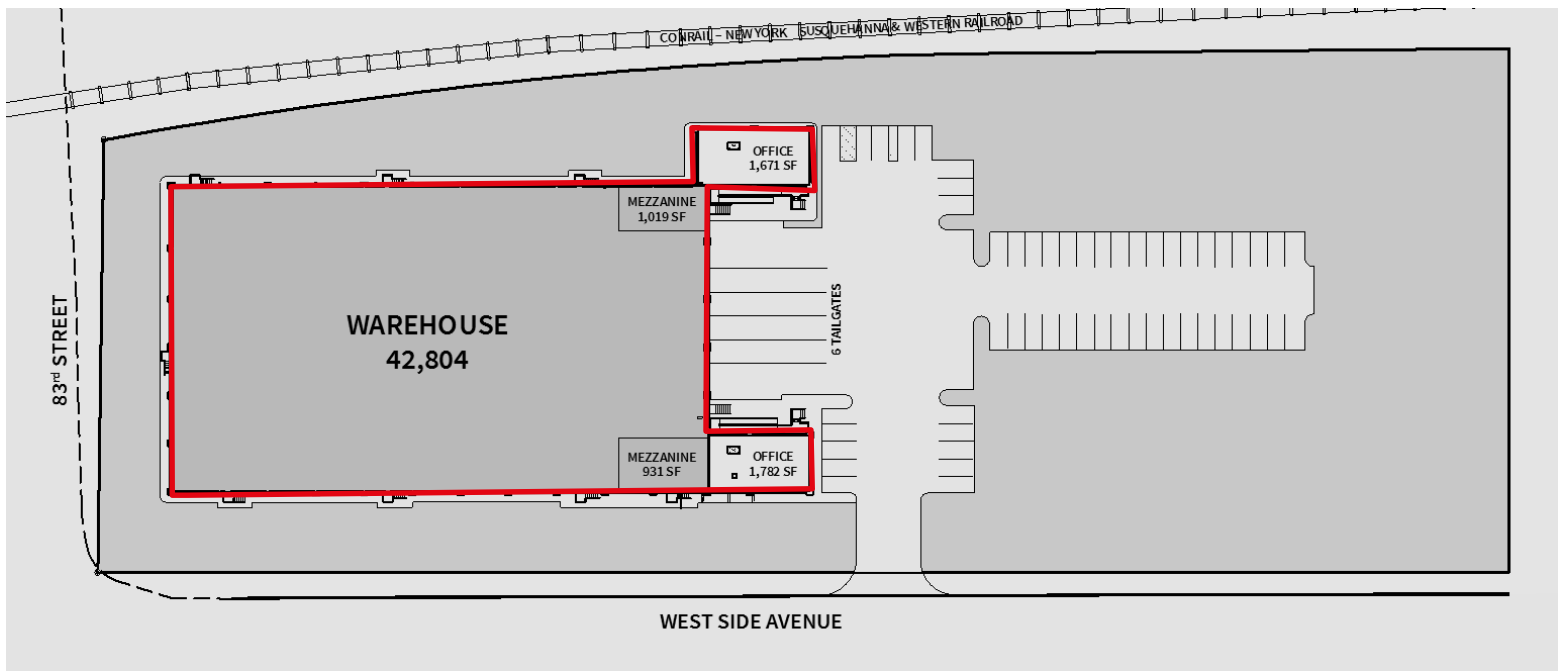 CONRAIL – NEW YORK SUSQUEHANNA & WESTERN RAILROAD
OFFICE
1,671 SF
MEZZANINE
1,019 SF
83rd STREET
WAREHOUSE
42,804
6 TAILGATES
MEZZANINE
931 SF
OFFICE
1,782 SF
WEST SIDE AVENUE